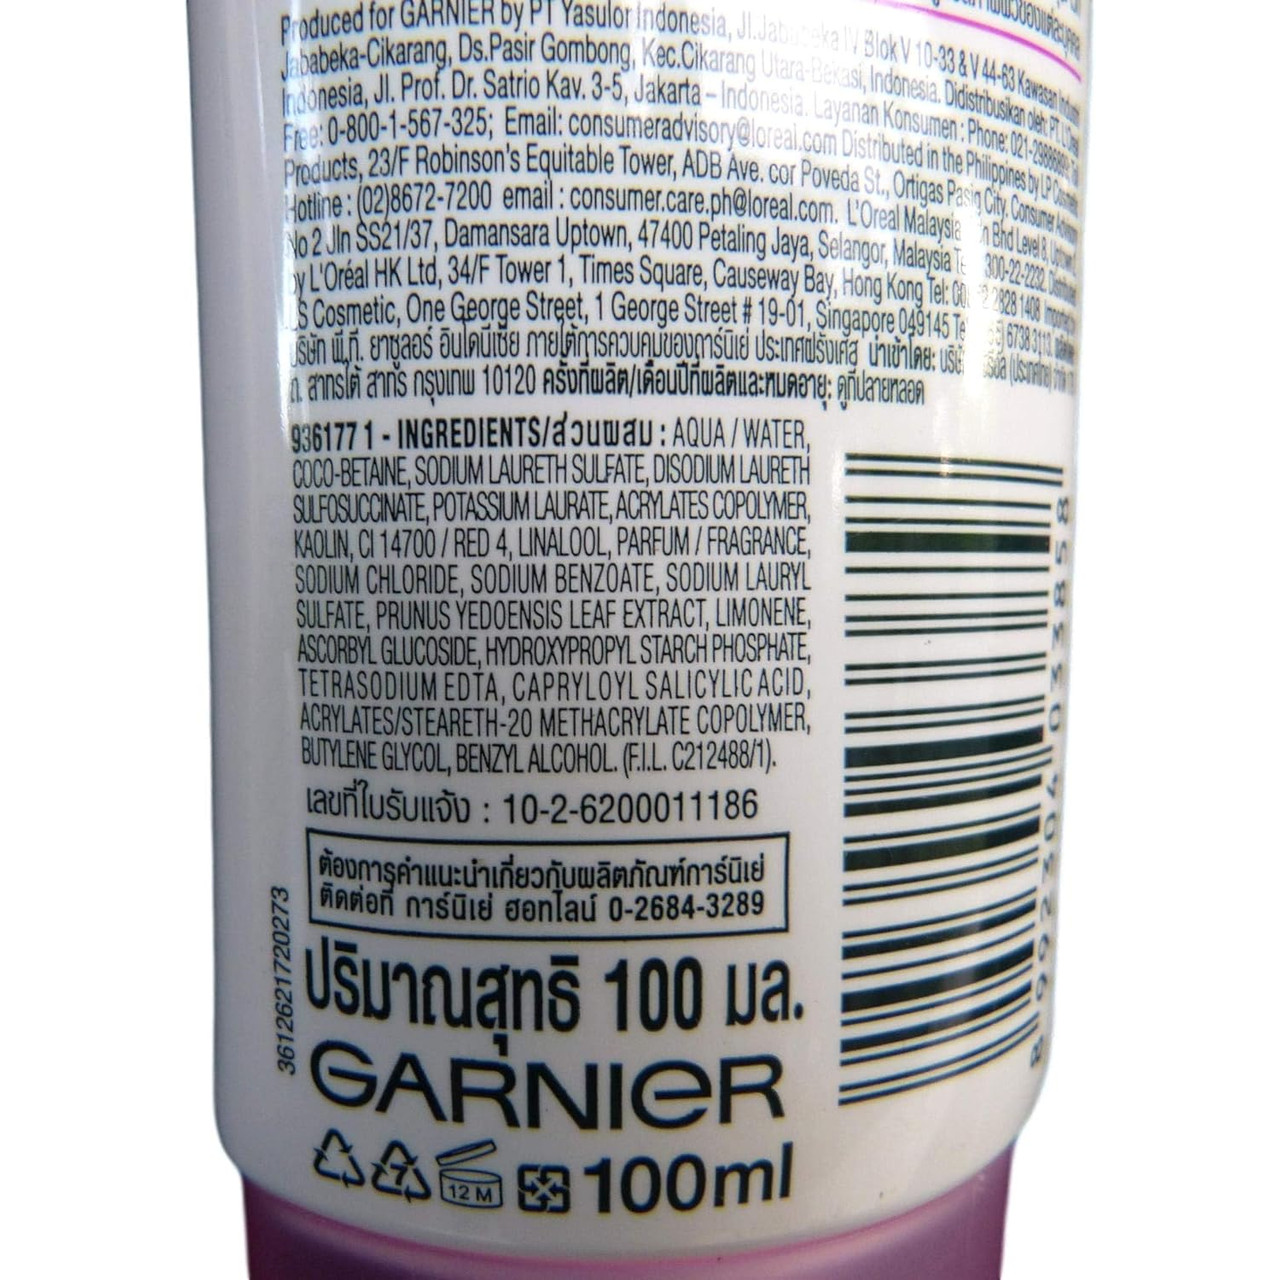 Produced for GARNIER by PT Yasulor Indonesia, Jl.Jababeka IV Blok V 10-33 & V 44-63 Kawasan
Jababeka-Cikarang, Ds.Pasir Gombong, Kec.Cikarang Utara-Bekasi, Indonesia. Didistribusikan oleh: PT.
Indonesia, Jl. Prof. Dr. Satrio Kav. 3-5, Jakarta – Indonesia. Layanan Konsumen : Phone:
Free: 0-800-1-567-325; Email: consumeradvisory@loreal.com Distributed in the Philippines by LP
Products, 23/F Robinson's Equitable Tower, ADB Ave. cor Poveda St., Ortigas Pasig City. Consumer
Hotline : (02)8672-7200 email : consumer.care.ph@loreal.com. L'Oreal Malaysia Bhd Level 8,
No 2 Jln SS21/37, Damansara Uptown, 47400 Petaling Jaya, Selangor, Malaysia 300-22-2232.
by L'Oréal HK Ltd, 34/F Tower 1, Times Square, Causeway Bay, Hong Kong Tel: 2828 1408
Cosmetic, One George Street, 1 George Street # 19-01, Singapore 049145 6738 3110.
บริษัท พี.ที. ยาซูลอร์ อินโดนีเซีย ภายใต้การควบคุมของการ์นิเย่ ประเทศฝรั่งเศส นำเข้าโดย:
ถ. สาทรใต้ สาทร กรุงเทพ 10120 ครั้งที่ผลิต/เดือนปีที่ผลิตและหมดอายุ: ดูที่ปลายหลอด
936177 1 - INGREDIENTS/ส่วนผสม : AQUA / WATER,
COCO-BETAINE, SODIUM LAURETH SULFATE, DISODIUM LAURETH
SULFOSUCCINATE, POTASSIUM LAURATE, ACRYLATES COPOLYMER,
KAOLIN, CI 14700 / RED 4, LINALOOL, PARFUM / FRAGRANCE,
SODIUM CHLORIDE, SODIUM BENZOATE, SODIUM LAURYL
SULFATE, PRUNUS YEDOENSIS LEAF EXTRACT, LIMONENE,
ASCORBYL GLUCOSIDE, HYDROXYPROPYL STARCH PHOSPHATE,
TETRASODIUM EDTA, CAPRYLOYL SALICYLIC ACID,
ACRYLATES/STEARETH-20 METHACRYLATE COPOLYMER,
BUTYLENE GLYCOL, BENZYL ALCOHOL. (F.I.L. C212488/1).
เลขที่ใบรับแจ้ง : 10-2-6200011186
ต้องการคำแนะนำเกี่ยวกับผลิตภัณฑ์การ์นิเย่
ติดต่อที่ การ์นิเย่ ฮอทไลน์ 0-2684-3289
3612621720273
ปริมาณสุทธิ 100 มล.
GARNIER
7
12 M
100ml
8 992304 033858